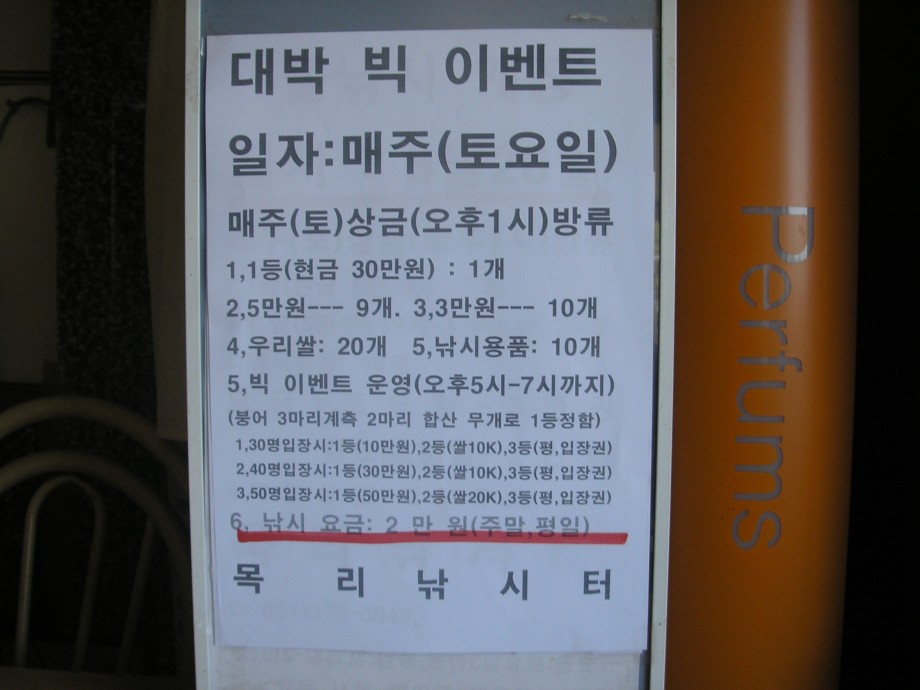 대박 빅 이벤트
일자:매주(토요일)
매주(토)상금(오후1시)방류
1,1등(현금 30만원) : 1개
2,5만원--- 9개. 3,3만원--- 10개
4,우리쌀: 20개 5,낚시용품: 10개
5,빅 이벤트 운영(오후5시-7시까지)
(붕어 3마리계측 2마리 합산 무개로 1등정함)
1,30명입장시:1등(10만원),2등(쌀10K),3등(평,입장권)
2,40명입장시:1등(30만원),2등(쌀10K),3등(평,입장권)
3,50명입장시:1등(50만원),2등(쌀20K),3등(평,입장권)
6, 낚시 요금: 2 만 원(주말,평일)
목 리 낚 시 터
Perfums